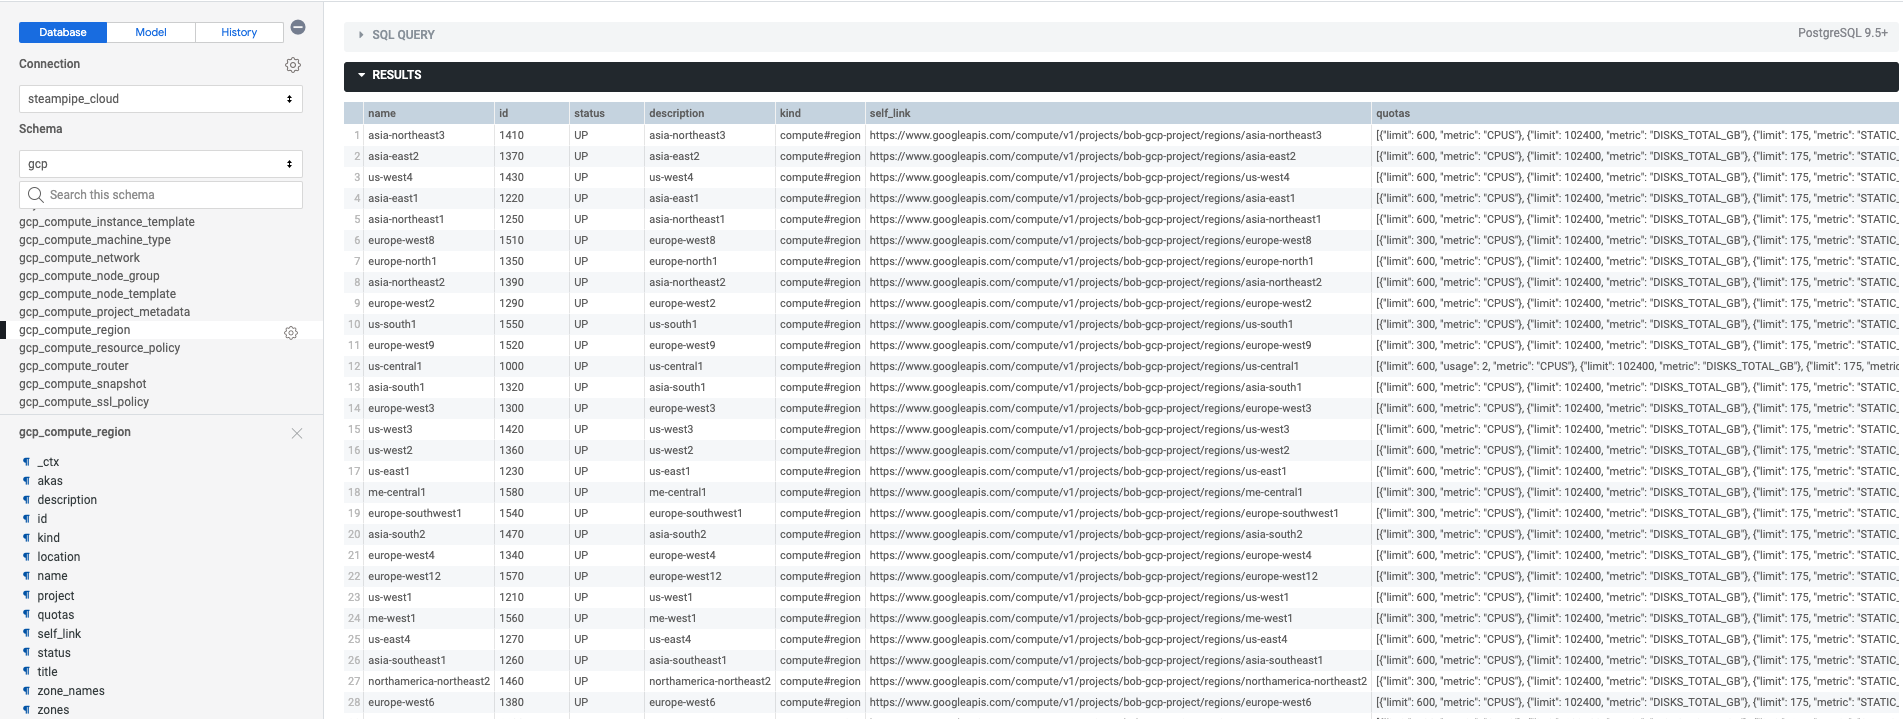 Database Model History
Connection
steampipe_cloud
Schema
gcp
Search this schema
gcp_compute_instance_template
gcp_compute_machine_type
gcp_compute_network
gcp_compute_node_group
gcp_compute_node_template
gcp_compute_project_metadata
gcp_compute_region
gcp_compute_resource_policy
gcp_compute_router
gcp_compute_snapshot
gcp_compute_ssl_policy
gcp_compute_region
¶ _ctx
¶ akas
¶ description
¶ id
¶ kind
¶ location
¶ name
¶ project
¶ quotas
¶ self_link
¶ status
¶ title
¶ zone_names
¶ zones
SQL QUERY PostgreSQL 9.5+
RESULTS
name id status description kind self_link quotas
1 asia-northeast3 1410 UP asia-northeast3 compute#region https://www.googleapis.com/compute/v1/projects/bob-gcp-project/regions/asia-northeast3 [{"limit": 600, "metric": "CPUS"}, {"limit": 102400, "metric": "DISKS_TOTAL_GB"}, {"limit": 175, "metric": "STATIC_
2 asia-east2 1370 UP asia-east2 compute#region https://www.googleapis.com/compute/v1/projects/bob-gcp-project/regions/asia-east2 [{"limit": 600, "metric": "CPUS"}, {"limit": 102400, "metric": "DISKS_TOTAL_GB"}, {"limit": 175, "metric": "STATIC_
3 us-west4 1430 UP us-west4 compute#region https://www.googleapis.com/compute/v1/projects/bob-gcp-project/regions/us-west4 [{"limit": 600, "metric": "CPUS"}, {"limit": 102400, "metric": "DISKS_TOTAL_GB"}, {"limit": 175, "metric": "STATIC_
4 asia-east1 1220 UP asia-east1 compute#region https://www.googleapis.com/compute/v1/projects/bob-gcp-project/regions/asia-east1 [{"limit": 600, "metric": "CPUS"}, {"limit": 102400, "metric": "DISKS_TOTAL_GB"}, {"limit": 175, "metric": "STATIC_
5 asia-northeast1 1250 UP asia-northeast1 compute#region https://www.googleapis.com/compute/v1/projects/bob-gcp-project/regions/asia-northeast1 [{"limit": 600, "metric": "CPUS"}, {"limit": 102400, "metric": "DISKS_TOTAL_GB"}, {"limit": 175, "metric": "STATIC_
6 europe-west8 1510 UP europe-west8 compute#region https://www.googleapis.com/compute/v1/projects/bob-gcp-project/regions/europe-west8 [{"limit": 300, "metric": "CPUS"}, {"limit": 102400, "metric": "DISKS_TOTAL_GB"}, {"limit": 175, "metric": "STATIC_
7 europe-north1 1350 UP europe-north1 compute#region https://www.googleapis.com/compute/v1/projects/bob-gcp-project/regions/europe-north1 [{"limit": 600, "metric": "CPUS"}, {"limit": 102400, "metric": "DISKS_TOTAL_GB"}, {"limit": 175, "metric": "STATIC_
8 asia-northeast2 1390 UP asia-northeast2 compute#region https://www.googleapis.com/compute/v1/projects/bob-gcp-project/regions/asia-northeast2 [{"limit": 600, "metric": "CPUS"}, {"limit": 102400, "metric": "DISKS_TOTAL_GB"}, {"limit": 175, "metric": "STATIC_
9 europe-west2 1290 UP europe-west2 compute#region https://www.googleapis.com/compute/v1/projects/bob-gcp-project/regions/europe-west2 [{"limit": 600, "metric": "CPUS"}, {"limit": 102400, "metric": "DISKS_TOTAL_GB"}, {"limit": 175, "metric": "STATIC_
10 us-south1 1550 UP us-south1 compute#region https://www.googleapis.com/compute/v1/projects/bob-gcp-project/regions/us-south1 [{"limit": 300, "metric": "CPUS"}, {"limit": 102400, "metric": "DISKS_TOTAL_GB"}, {"limit": 175, "metric": "STATIC_
11 europe-west9 1520 UP europe-west9 compute#region https://www.googleapis.com/compute/v1/projects/bob-gcp-project/regions/europe-west9 [{"limit": 300, "metric": "CPUS"}, {"limit": 102400, "metric": "DISKS_TOTAL_GB"}, {"limit": 175, "metric": "STATIC_
12 us-central1 1000 UP us-central1 compute#region https://www.googleapis.com/compute/v1/projects/bob-gcp-project/regions/us-central1 [{"limit": 600, "usage": 2, "metric": "CPUS"}, {"limit": 102400, "metric": "DISKS_TOTAL_GB"}, {"limit": 175, "metric
13 asia-south1 1320 UP asia-south1 compute#region https://www.googleapis.com/compute/v1/projects/bob-gcp-project/regions/asia-south1 [{"limit": 600, "metric": "CPUS"}, {"limit": 102400, "metric": "DISKS_TOTAL_GB"}, {"limit": 175, "metric": "STATIC_
14 europe-west3 1300 UP europe-west3 compute#region https://www.googleapis.com/compute/v1/projects/bob-gcp-project/regions/europe-west3 [{"limit": 600, "metric": "CPUS"}, {"limit": 102400, "metric": "DISKS_TOTAL_GB"}, {"limit": 175, "metric": "STATIC_
15 us-west3 1420 UP us-west3 compute#region https://www.googleapis.com/compute/v1/projects/bob-gcp-project/regions/us-west3 [{"limit": 600, "metric": "CPUS"}, {"limit": 102400, "metric": "DISKS_TOTAL_GB"}, {"limit": 175, "metric": "STATIC_
16 us-west2 1360 UP us-west2 compute#region https://www.googleapis.com/compute/v1/projects/bob-gcp-project/regions/us-west2 [{"limit": 600, "metric": "CPUS"}, {"limit": 102400, "metric": "DISKS_TOTAL_GB"}, {"limit": 175, "metric": "STATIC_
17 us-east1 1230 UP us-east1 compute#region https://www.googleapis.com/compute/v1/projects/bob-gcp-project/regions/us-east1 [{"limit": 600, "metric": "CPUS"}, {"limit": 102400, "metric": "DISKS_TOTAL_GB"}, {"limit": 175, "metric": "STATIC_
18 me-central1 1580 UP me-central1 compute#region https://www.googleapis.com/compute/v1/projects/bob-gcp-project/regions/me-central1 [{"limit": 300, "metric": "CPUS"}, {"limit": 102400, "metric": "DISKS_TOTAL_GB"}, {"limit": 175, "metric": "STATIC_
19 europe-southwest1 1540 UP europe-southwest1 compute#region https://www.googleapis.com/compute/v1/projects/bob-gcp-project/regions/europe-southwest1 [{"limit": 300, "metric": "CPUS"}, {"limit": 102400, "metric": "DISKS_TOTAL_GB"}, {"limit": 175, "metric": "STATIC_
20 asia-south2 1470 UP asia-south2 compute#region https://www.googleapis.com/compute/v1/projects/bob-gcp-project/regions/asia-south2 [{"limit": 300, "metric": "CPUS"}, {"limit": 102400, "metric": "DISKS_TOTAL_GB"}, {"limit": 175, "metric": "STATIC_
21 europe-west4 1340 UP europe-west4 compute#region https://www.googleapis.com/compute/v1/projects/bob-gcp-project/regions/europe-west4 [{"limit": 600, "metric": "CPUS"}, {"limit": 102400, "metric": "DISKS_TOTAL_GB"}, {"limit": 175, "metric": "STATIC_
22 europe-west12 1570 UP europe-west12 compute#region https://www.googleapis.com/compute/v1/projects/bob-gcp-project/regions/europe-west12 [{"limit": 300, "metric": "CPUS"}, {"limit": 102400, "metric": "DISKS_TOTAL_GB"}, {"limit": 175, "metric": "STATIC_
23 us-west1 1210 UP us-west1 compute#region https://www.googleapis.com/compute/v1/projects/bob-gcp-project/regions/us-west1 [{"limit": 600, "metric": "CPUS"}, {"limit": 102400, "metric": "DISKS_TOTAL_GB"}, {"limit": 175, "metric": "STATIC_
24 me-west1 1560 UP me-west1 compute#region https://www.googleapis.com/compute/v1/projects/bob-gcp-project/regions/me-west1 [{"limit": 300, "metric": "CPUS"}, {"limit": 102400, "metric": "DISKS_TOTAL_GB"}, {"limit": 175, "metric": "STATIC_
25 us-east4 1270 UP us-east4 compute#region https://www.googleapis.com/compute/v1/projects/bob-gcp-project/regions/us-east4 [{"limit": 600, "metric": "CPUS"}, {"limit": 102400, "metric": "DISKS_TOTAL_GB"}, {"limit": 175, "metric": "STATIC_
26 asia-southeast1 1260 UP asia-southeast1 compute#region https://www.googleapis.com/compute/v1/projects/bob-gcp-project/regions/asia-southeast1 [{"limit": 600, "metric": "CPUS"}, {"limit": 102400, "metric": "DISKS_TOTAL_GB"}, {"limit": 175, "metric": "STATIC_
27 northamerica-northeast2 1460 UP northamerica-northeast2 compute#region https://www.googleapis.com/compute/v1/projects/bob-gcp-project/regions/northamerica-northeast2 [{"limit": 300, "metric": "CPUS"}, {"limit": 102400, "metric": "DISKS_TOTAL_GB"}, {"limit": 175, "metric": "STATIC_
28 europe-west6 1380 UP europe-west6 compute#region https://www.googleapis.com/compute/v1/projects/bob-gcp-project/regions/europe-west6 [{"limit": 600, "metric": "CPUS"}, {"limit": 102400, "metric": "DISKS_TOTAL_GB"}, {"limit": 175, "metric": "STATIC_